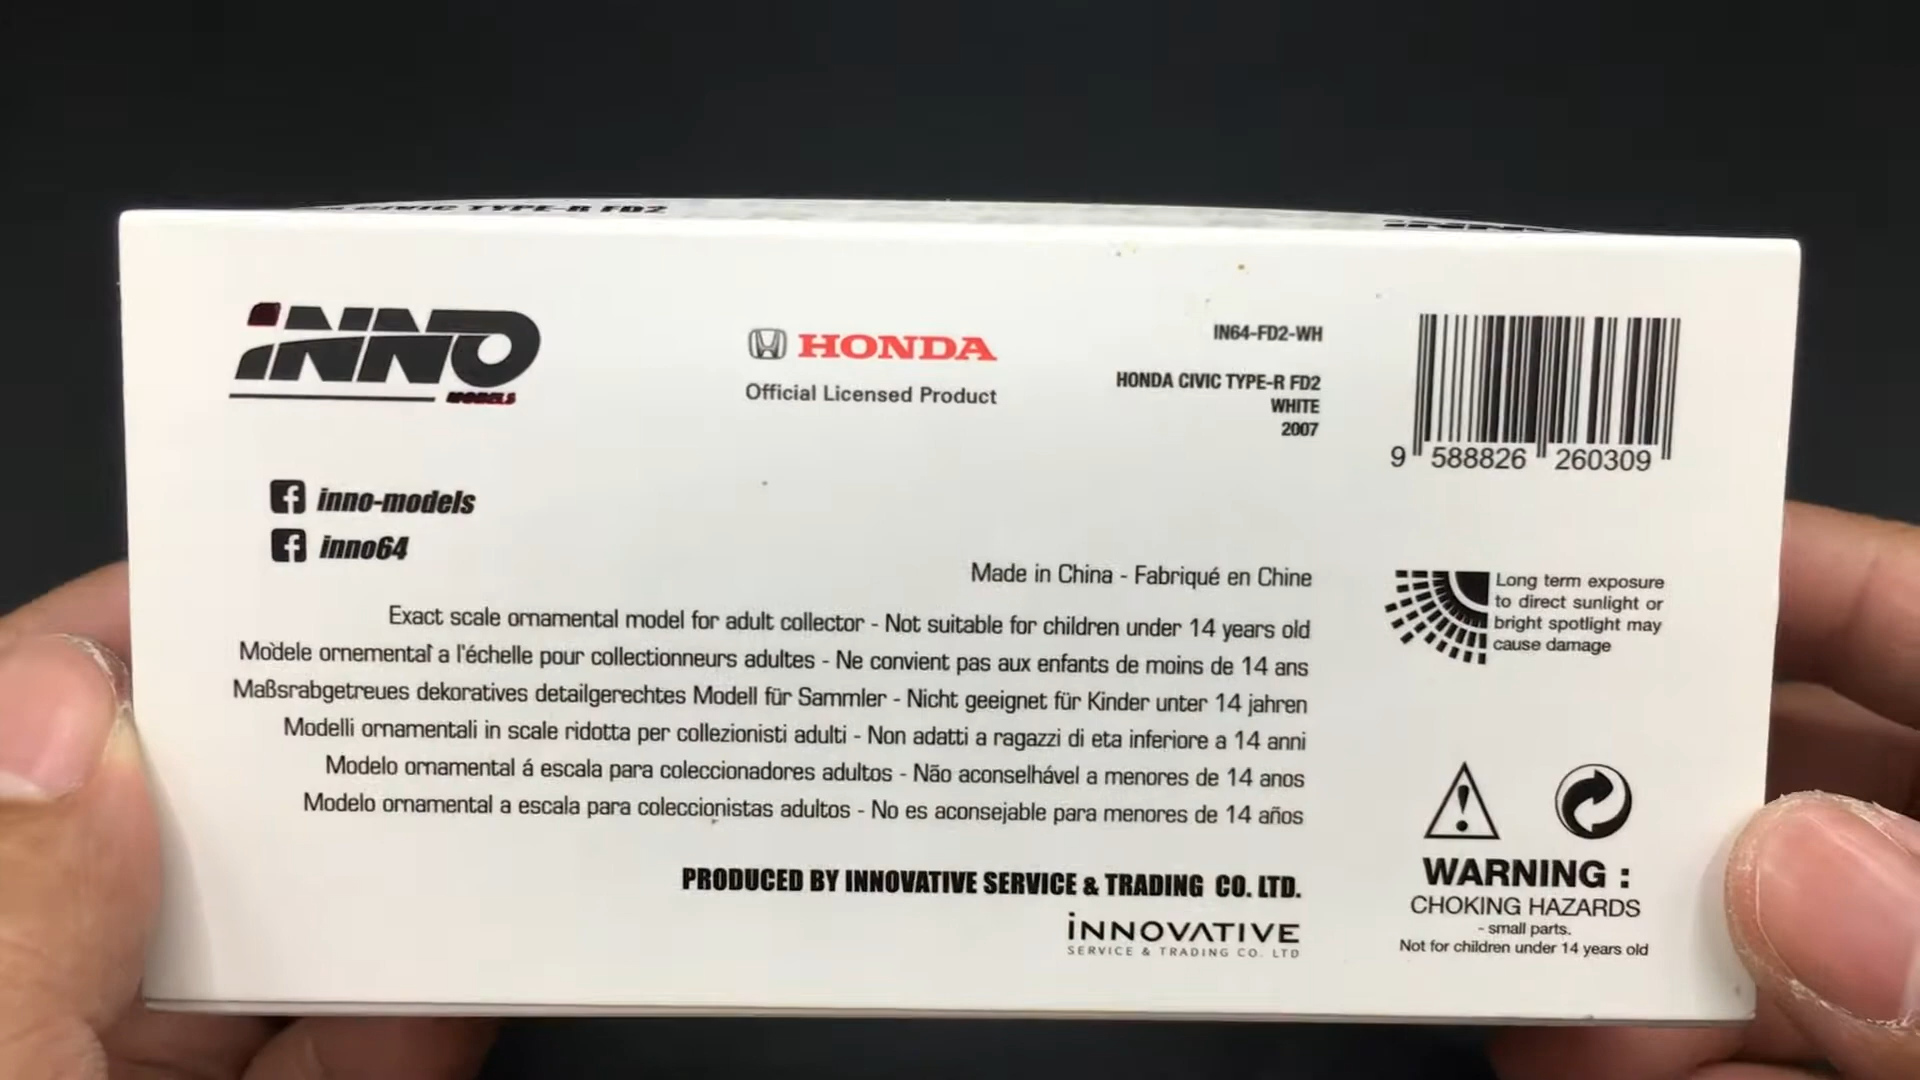 CIVIC TYPE-R FD2
INNO
MODELS
HONDA
Official Licensed Product
IN64-FD2-WH
HONDA CIVIC TYPE-R FD2
WHITE
2007
9 588826 260309
inno-models
inno64
Made in China - Fabriqué en Chine
Exact scale ornamental model for adult collector - Not suitable for children under 14 years old
Modèle ornemental a l'échelle pour collectionneurs adultes - Ne convient pas aux enfants de moins de 14 ans
Maßsrabgetreues dekoratives detailgerechtes Modell für Sammler - Nicht geeignet für Kinder unter 14 jahren
Modelli ornamentali in scale ridotta per collezionisti adulti - Non adatti a ragazzi di eta inferiore a 14 anni
Modelo ornamental á escala para coleccionadores adultos - Não aconselhável a menores de 14 anos
Modelo ornamental a escala para coleccionistas adultos - No es aconsejable para menores de 14 años
PRODUCED BY INNOVATIVE SERVICE & TRADING CO. LTD.
INNOVATIVE
SERVICE & TRADING CO. LTD
Long term exposure
to direct sunlight or
bright spotlight may
cause damage
WARNING :
CHOKING HAZARDS
- small parts.
Not for children under 14 years old